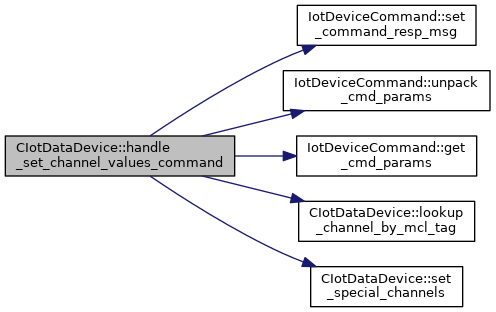 IotDeviceCommand::set
_command_resp_msg
IotDeviceCommand::unpack
_cmd_params
CIotDataDevice::handle
_set_channel_values_command
IotDeviceCommand::get
_cmd_params
CIotDataDevice::lookup
_channel_by_mcl_tag
CIotDataDevice::set
_special_channels